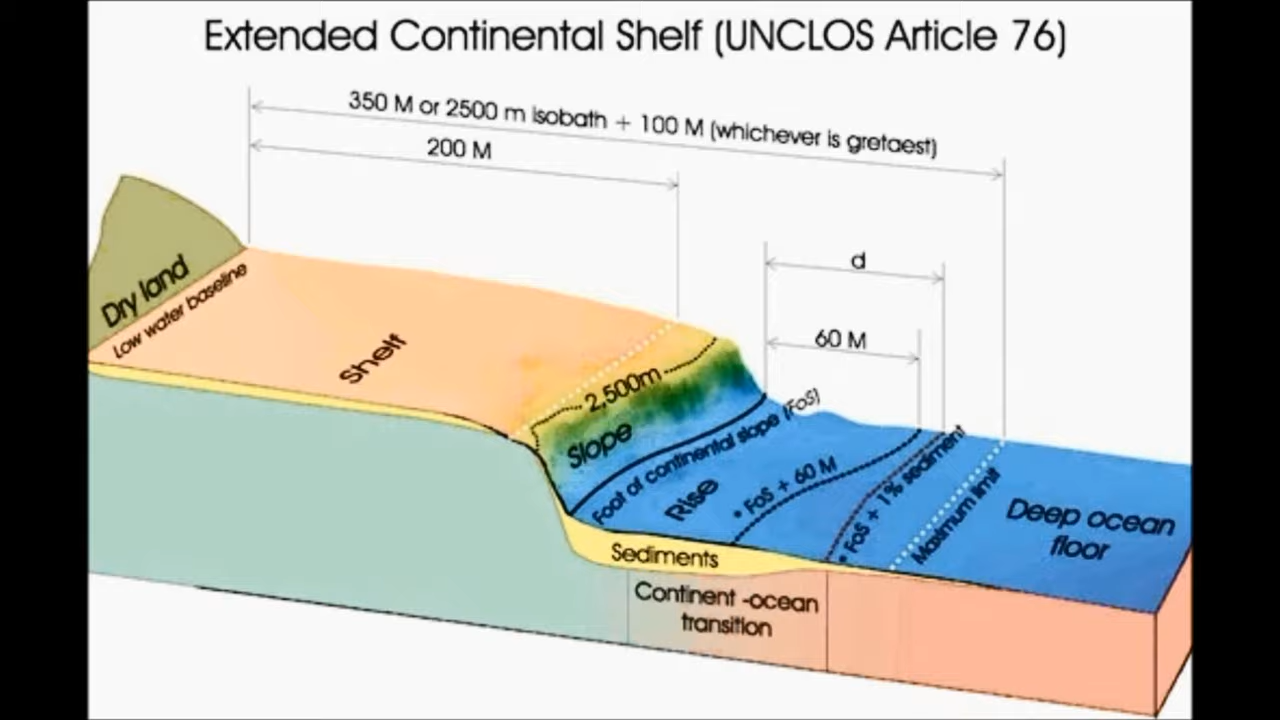 Extended Continental Shelf (UNCLOS Article 76)
350 M or 2500 m isobath + 100 M (whichever is gretaest)
200 M
d
60 M
Dry land
Low water baseline
Shelf
2,500m
Slope
Foot of continental slope (FoS)
Rise
* FoS + 60 M
* FoS + 1% sediment
Maximum limit
Deep ocean
floor
Sediments
Continent -ocean
transition